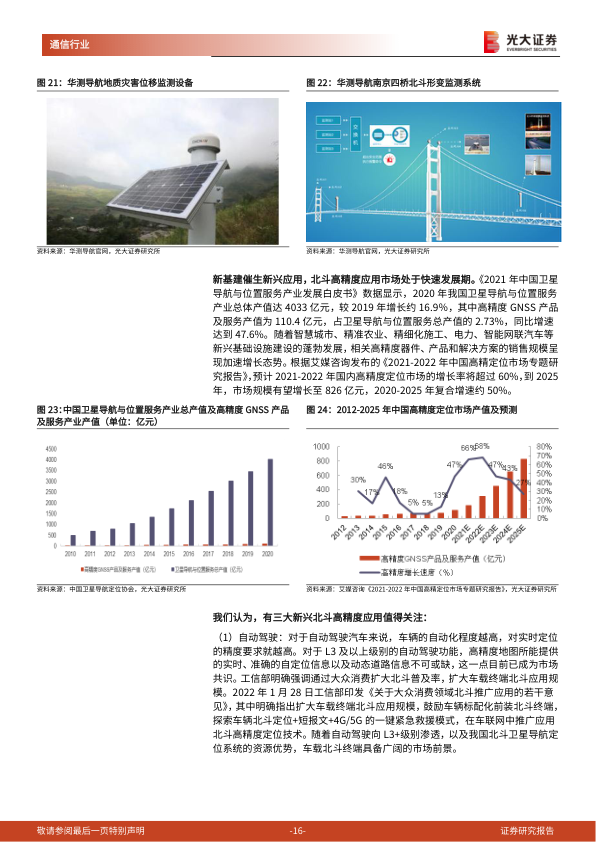 通信行业
光大证券
EVERBRIGHT SECURITIES
图 21：华测导航地质灾害位移监测设备
图 22：华测导航南京四桥北斗形变监测系统
资料来源：华测导航官网，光大证券研究所
资料来源：华测导航官网，光大证券研究所
新基建催生新兴应用，北斗高精度应用市场处于快速发展期。《2021 年中国卫星
导航与位置服务产业发展白皮书》数据显示，2020 年我国卫星导航与位置服务
产业总体产值达 4033 亿元，较 2019 年增长约 16.9%，其中高精度 GNSS 产品
及服务产值为 110.4 亿元，占卫星导航与位置服务总产值的 2.73%，同比增速
达到 47.6%。随着智慧城市、精准农业、精细化施工、电力、智能网联汽车等
新兴基础设施建设的蓬勃发展，相关高精度器件、产品和解决方案的销售规模呈
现加速增长态势。根据艾媒咨询发布的《2021-2022 年中国高精定位市场专题研
究报告》，预计 2021-2022 年国内高精度定位市场的增长率将超过 60%，到 2025
年，市场规模有望增长至 826 亿元，2020-2025 年复合增速约 50%。
图 23：中国卫星导航与位置服务产业总产值及高精度 GNSS 产品
及服务产业产值（单位：亿元）
图 24：2012-2025 年中国高精度定位市场产值及预测
4500
4000
3500
3000
2500
2000
1500
1000
500
0
2010 2011 2012 2013 2014 2015 2016 2017 2018 2019 2020
高精度GNSS产品及服务产值（亿元）
卫星导航与位置服务总产值（亿元）
1000
800
600
400
200
0
80%
70%
60%
50%
40%
30%
20%
10%
0%
30% 17% 46% 18% 5% 5% 13% 47% 66% 68% 47% 43% 27%
2012 2013 2014 2015 2016 2017 2018 2019 2020 2021E 2022E 2023E 2024E 2025E
高精度GNSS产品及服务产值（亿元）
高精度增长速度（%）
资料来源：中国卫星导航定位协会，光大证券研究所
资料来源：艾媒咨询《2021-2022 年中国高精定位市场专题研究报告》，光大证券研究所
我们认为，有三大新兴北斗高精度应用值得关注：
（1）自动驾驶：对于自动驾驶汽车来说，车辆的自动化程度越高，对实时定位
的精度要求就越高。对于 L3 及以上级别的自动驾驶功能，高精度地图所能提供
的实时、准确的自定位信息以及动态道路信息不可或缺，这一点目前已成为市场
共识。工信部明确强调通过大众消费扩大北斗普及率，扩大车载终端北斗应用规
模。2022 年 1 月 28 日工信部印发《关于大众消费领域北斗推广应用的若干意
见》，其中明确指出扩大车载终端北斗应用规模，鼓励车辆标配化前装北斗终端，
探索车辆北斗定位+短报文+4G/5G 的一键紧急救援模式，在车联网中推广应用
北斗高精度定位技术。随着自动驾驶向 L3+级别渗透，以及我国北斗卫星导航定
位系统的资源优势，车载北斗终端具备广阔的市场前景。
敬请参阅最后一页特别声明
-16-
证券研究报告